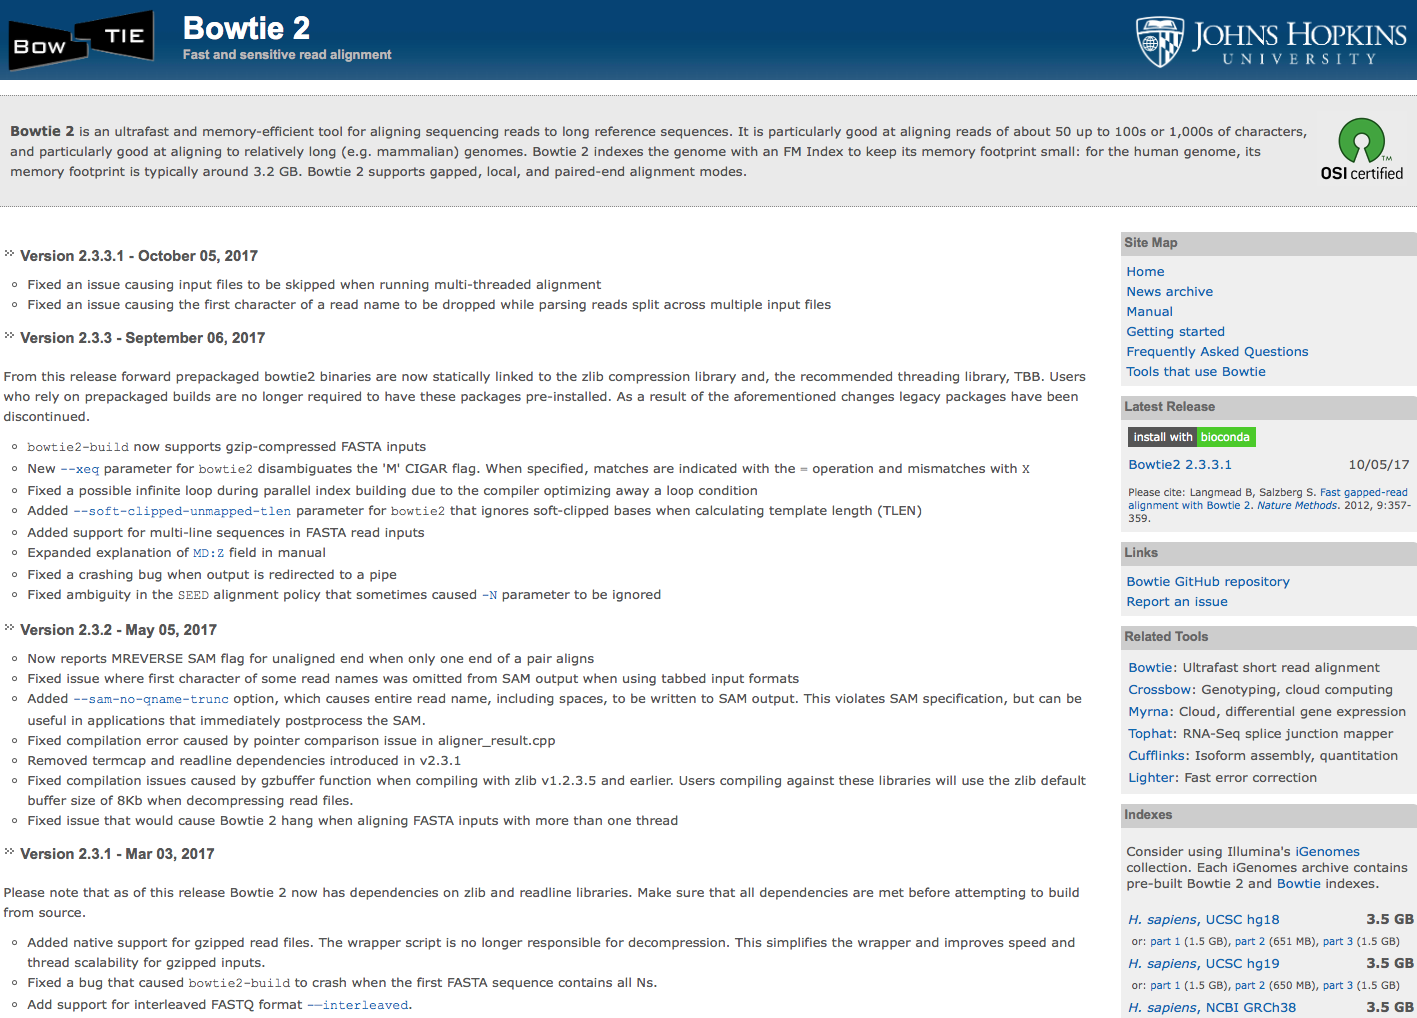 BOW TIE
Bowtie 2
Fast and sensitive read alignment
JOHNS HOPKINS
UNIVERSITY
Bowtie 2 is an ultrafast and memory-efficient tool for aligning sequencing reads to long reference sequences. It is particularly good at aligning reads of about 50 up to 100s or 1,000s of characters,
and particularly good at aligning to relatively long (e.g. mammalian) genomes. Bowtie 2 indexes the genome with an FM Index to keep its memory footprint small: for the human genome, its
memory footprint is typically around 3.2 GB. Bowtie 2 supports gapped, local, and paired-end alignment modes.
TM
OSI certified
Version 2.3.3.1 - October 05, 2017
Fixed an issue causing input files to be skipped when running multi-threaded alignment
Fixed an issue causing the first character of a read name to be dropped while parsing reads split across multiple input files
Version 2.3.3 - September 06, 2017
From this release forward prepackaged bowtie2 binaries are now statically linked to the zlib compression library and, the recommended threading library, TBB. Users
who rely on prepackaged builds are no longer required to have these packages pre-installed. As a result of the aforementioned changes legacy packages have been
discontinued.
bowtie2-build now supports gzip-compressed FASTA inputs
New --xeq parameter for bowtie2 disambiguates the 'M' CIGAR flag. When specified, matches are indicated with the = operation and mismatches with X
Fixed a possible infinite loop during parallel index building due to the compiler optimizing away a loop condition
Added --soft-clipped-unmapped-tlen parameter for bowtie2 that ignores soft-clipped bases when calculating template length (TLEN)
Added support for multi-line sequences in FASTA read inputs
Expanded explanation of MD:Z field in manual
Fixed a crashing bug when output is redirected to a pipe
Fixed ambiguity in the SEED alignment policy that sometimes caused -N parameter to be ignored
Version 2.3.2 - May 05, 2017
Now reports MREVERSE SAM flag for unaligned end when only one end of a pair aligns
Fixed issue where first character of some read names was omitted from SAM output when using tabbed input formats
Added --sam-no-qname-trunc option, which causes entire read name, including spaces, to be written to SAM output. This violates SAM specification, but can be
useful in applications that immediately postprocess the SAM.
Fixed compilation error caused by pointer comparison issue in aligner_result.cpp
Removed termcap and readline dependencies introduced in v2.3.1
Fixed compilation issues caused by gzbuffer function when compiling with zlib v1.2.3.5 and earlier. Users compiling against these libraries will use the zlib default
buffer size of 8Kb when decompressing read files.
Fixed issue that would cause Bowtie 2 hang when aligning FASTA inputs with more than one thread
Version 2.3.1 - Mar 03, 2017
Please note that as of this release Bowtie 2 now has dependencies on zlib and readline libraries. Make sure that all dependencies are met before attempting to build
from source.
Added native support for gzipped read files. The wrapper script is no longer responsible for decompression. This simplifies the wrapper and improves speed and
thread scalability for gzipped inputs.
Fixed a bug that caused bowtie2-build to crash when the first FASTA sequence contains all Ns.
Add support for interleaved FASTQ format -–interleaved.
Site Map
Home
News archive
Manual
Getting started
Frequently Asked Questions
Tools that use Bowtie
Latest Release
install with bioconda
Bowtie2 2.3.3.1 10/05/17
Please cite: Langmead B, Salzberg S. Fast gapped-read
alignment with Bowtie 2. Nature Methods. 2012, 9:357-
359.
Links
Bowtie GitHub repository
Report an issue
Related Tools
Bowtie: Ultrafast short read alignment
Crossbow: Genotyping, cloud computing
Myrna: Cloud, differential gene expression
Tophat: RNA-Seq splice junction mapper
Cufflinks: Isoform assembly, quantitation
Lighter: Fast error correction
Indexes
Consider using Illumina's iGenomes
collection. Each iGenomes archive contains
pre-built Bowtie 2 and Bowtie indexes.
H. sapiens, UCSC hg18 3.5 GB
or: part 1 (1.5 GB), part 2 (651 MB), part 3 (1.5 GB)
H. sapiens, UCSC hg19 3.5 GB
or: part 1 (1.5 GB), part 2 (650 MB), part 3 (1.5 GB)
H. sapiens, NCBI GRCh38 3.5 GB